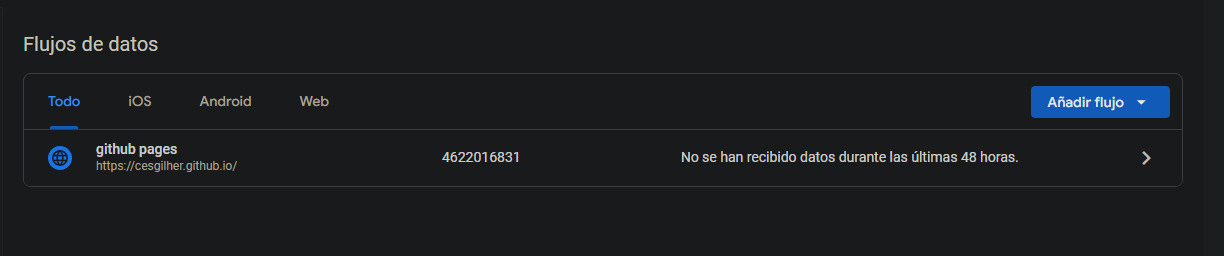 Flujos de datos
Todo iOS Android Web Añadir flujo
github pages
https://cesgilher.github.io/
4622016831
No se han recibido datos durante las últimas 48 horas.